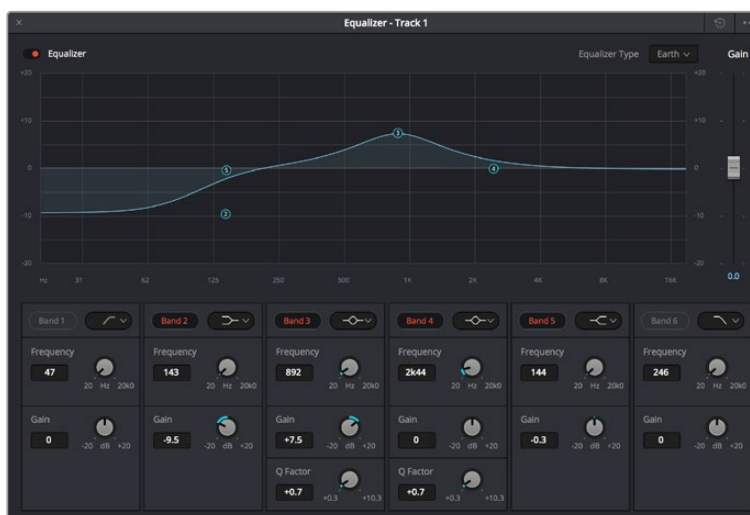 Equalizer - Track 1
Equalizer
Equalizer Type Earth Gain
+20 +20
+10 +10
0 0
-10 -10
-20 -20
Hz 31 62 125 250 500 1K 2K 4K 8K 16K
0.0
5
2
3
4
Band 1 Band 2 Band 3 Band 4 Band 5 Band 6
Frequency Frequency Frequency Frequency Frequency Frequency
47 143 892 2k44 144 246
20 Hz 20k0 20 Hz 20k0 20 Hz 20k0 20 Hz 20k0 20 Hz 20k0 20 Hz 20k0
Gain Gain Gain Gain Gain Gain
0 -9.5 +7.5 0 -0.3 0
-20 dB +20 -20 dB +20 -20 dB +20 -20 dB +20 -20 dB +20 -20 dB +20
Q Factor Q Factor
+0.7 +0.7
+0.3 +10.3 +0.3 +10.3